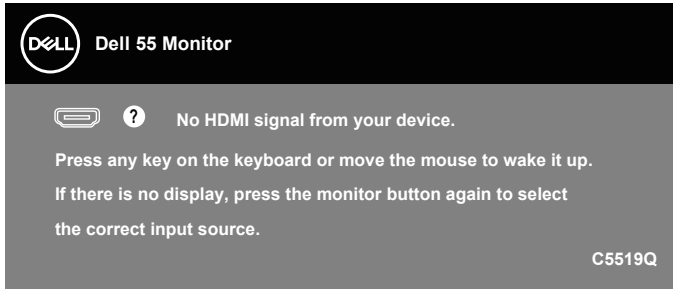 DELL
Dell 55 Monitor
? No HDMI signal from your device.
Press any key on the keyboard or move the mouse to wake it up.
If there is no display, press the monitor button again to select
the correct input source.
C5519Q